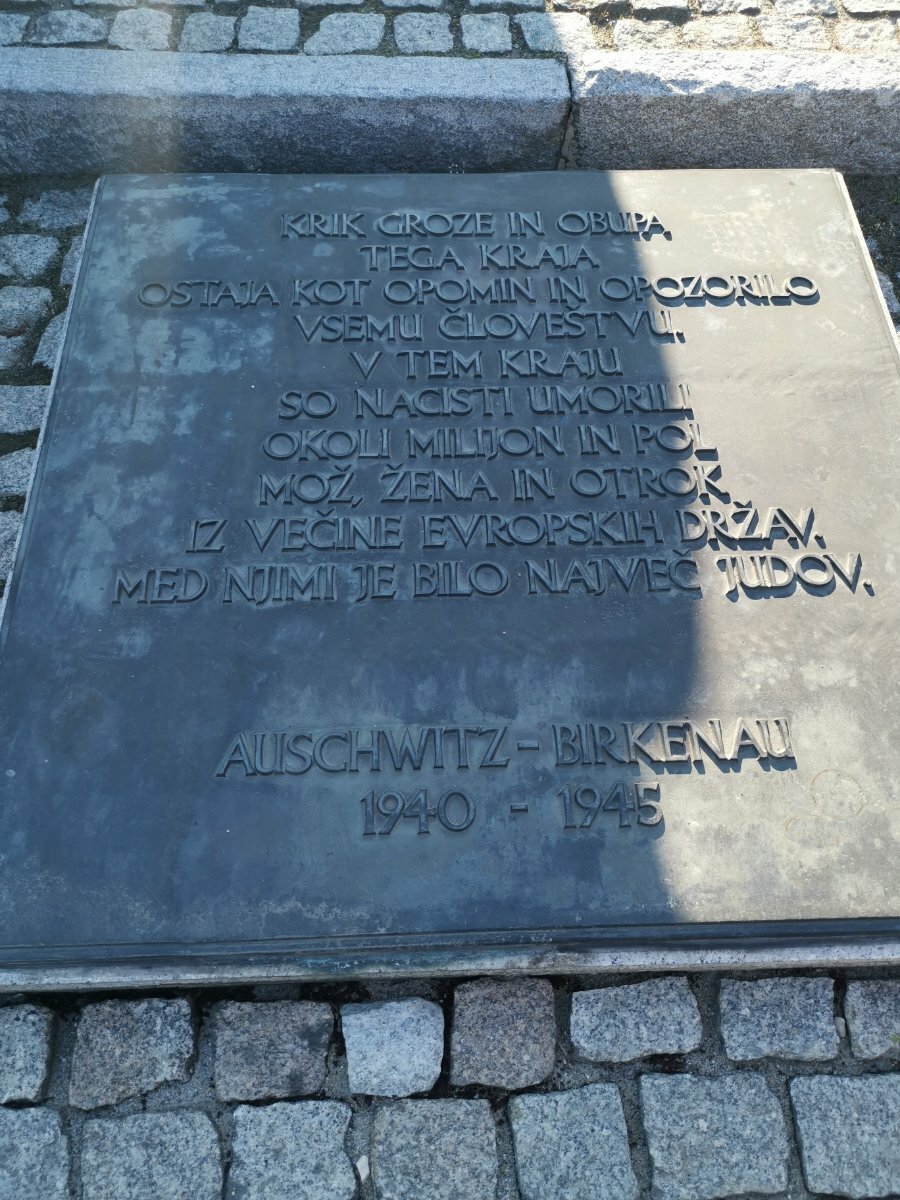 KRIK GROZE IN OBUPA,
TEGA KRAJA
OSTAJA KOT OPOMIN IN OPOZORILO
VSEMU ČLOVEŠTVU.
V TEM KRAJU
SO NACISTI UMORILI
OKOLI MILIJON IN POL
MOŽ, ŽENA IN OTROK
IZ VEČINE EVROPSKIH DRŽAV.
MED NJIMI JE BILO NAJVEČ JUDOV.
AUSCHWITZ - BIRKENAU
1940 - 1945